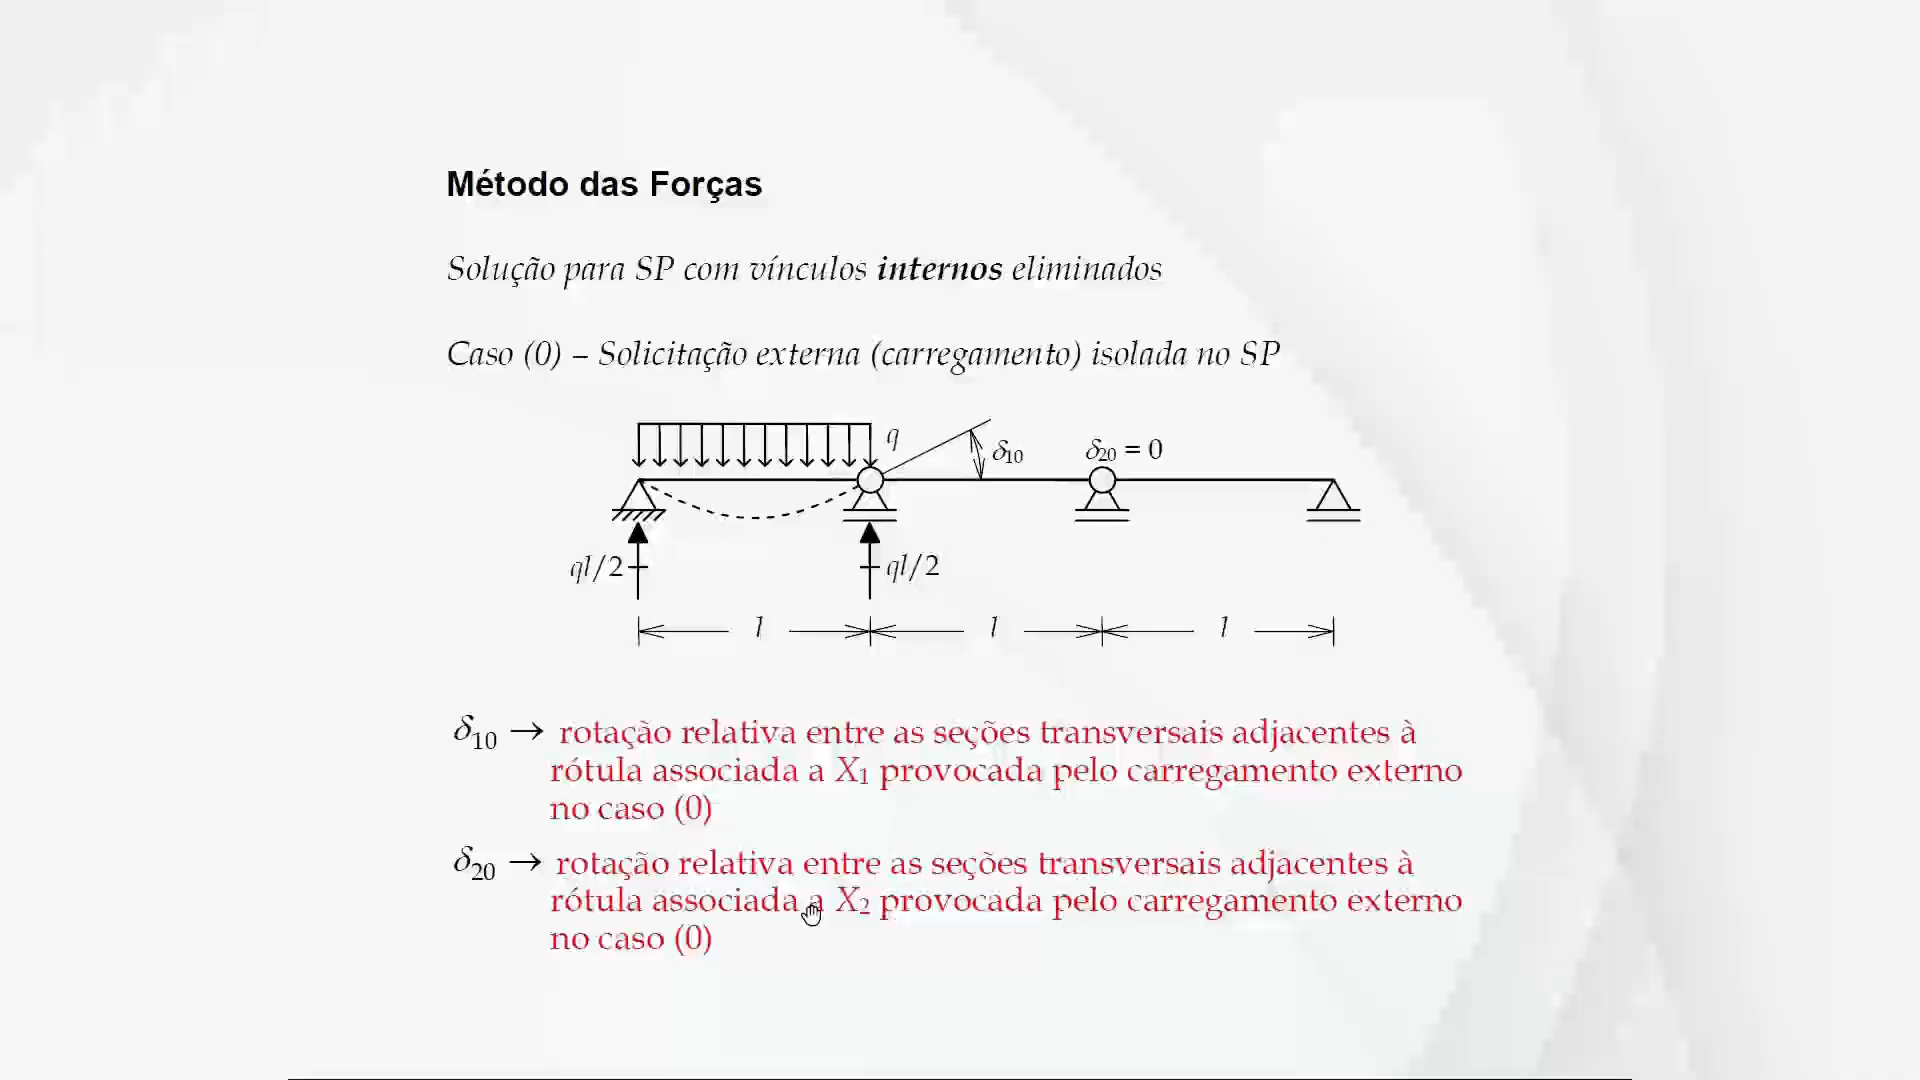 Método das Forças
Solução para SP com vínculos internos eliminados
Caso (0) – Solicitação externa (carregamento) isolada no SP
q
δ10
δ20 = 0
ql/2
ql/2
l
l
l
δ10 → rotação relativa entre as seções transversais adjacentes à
rótula associada a X1 provocada pelo carregamento externo
no caso (0)
δ20 → rotação relativa entre as seções transversais adjacentes à
rótula associada a X2 provocada pelo carregamento externo
no caso (0)